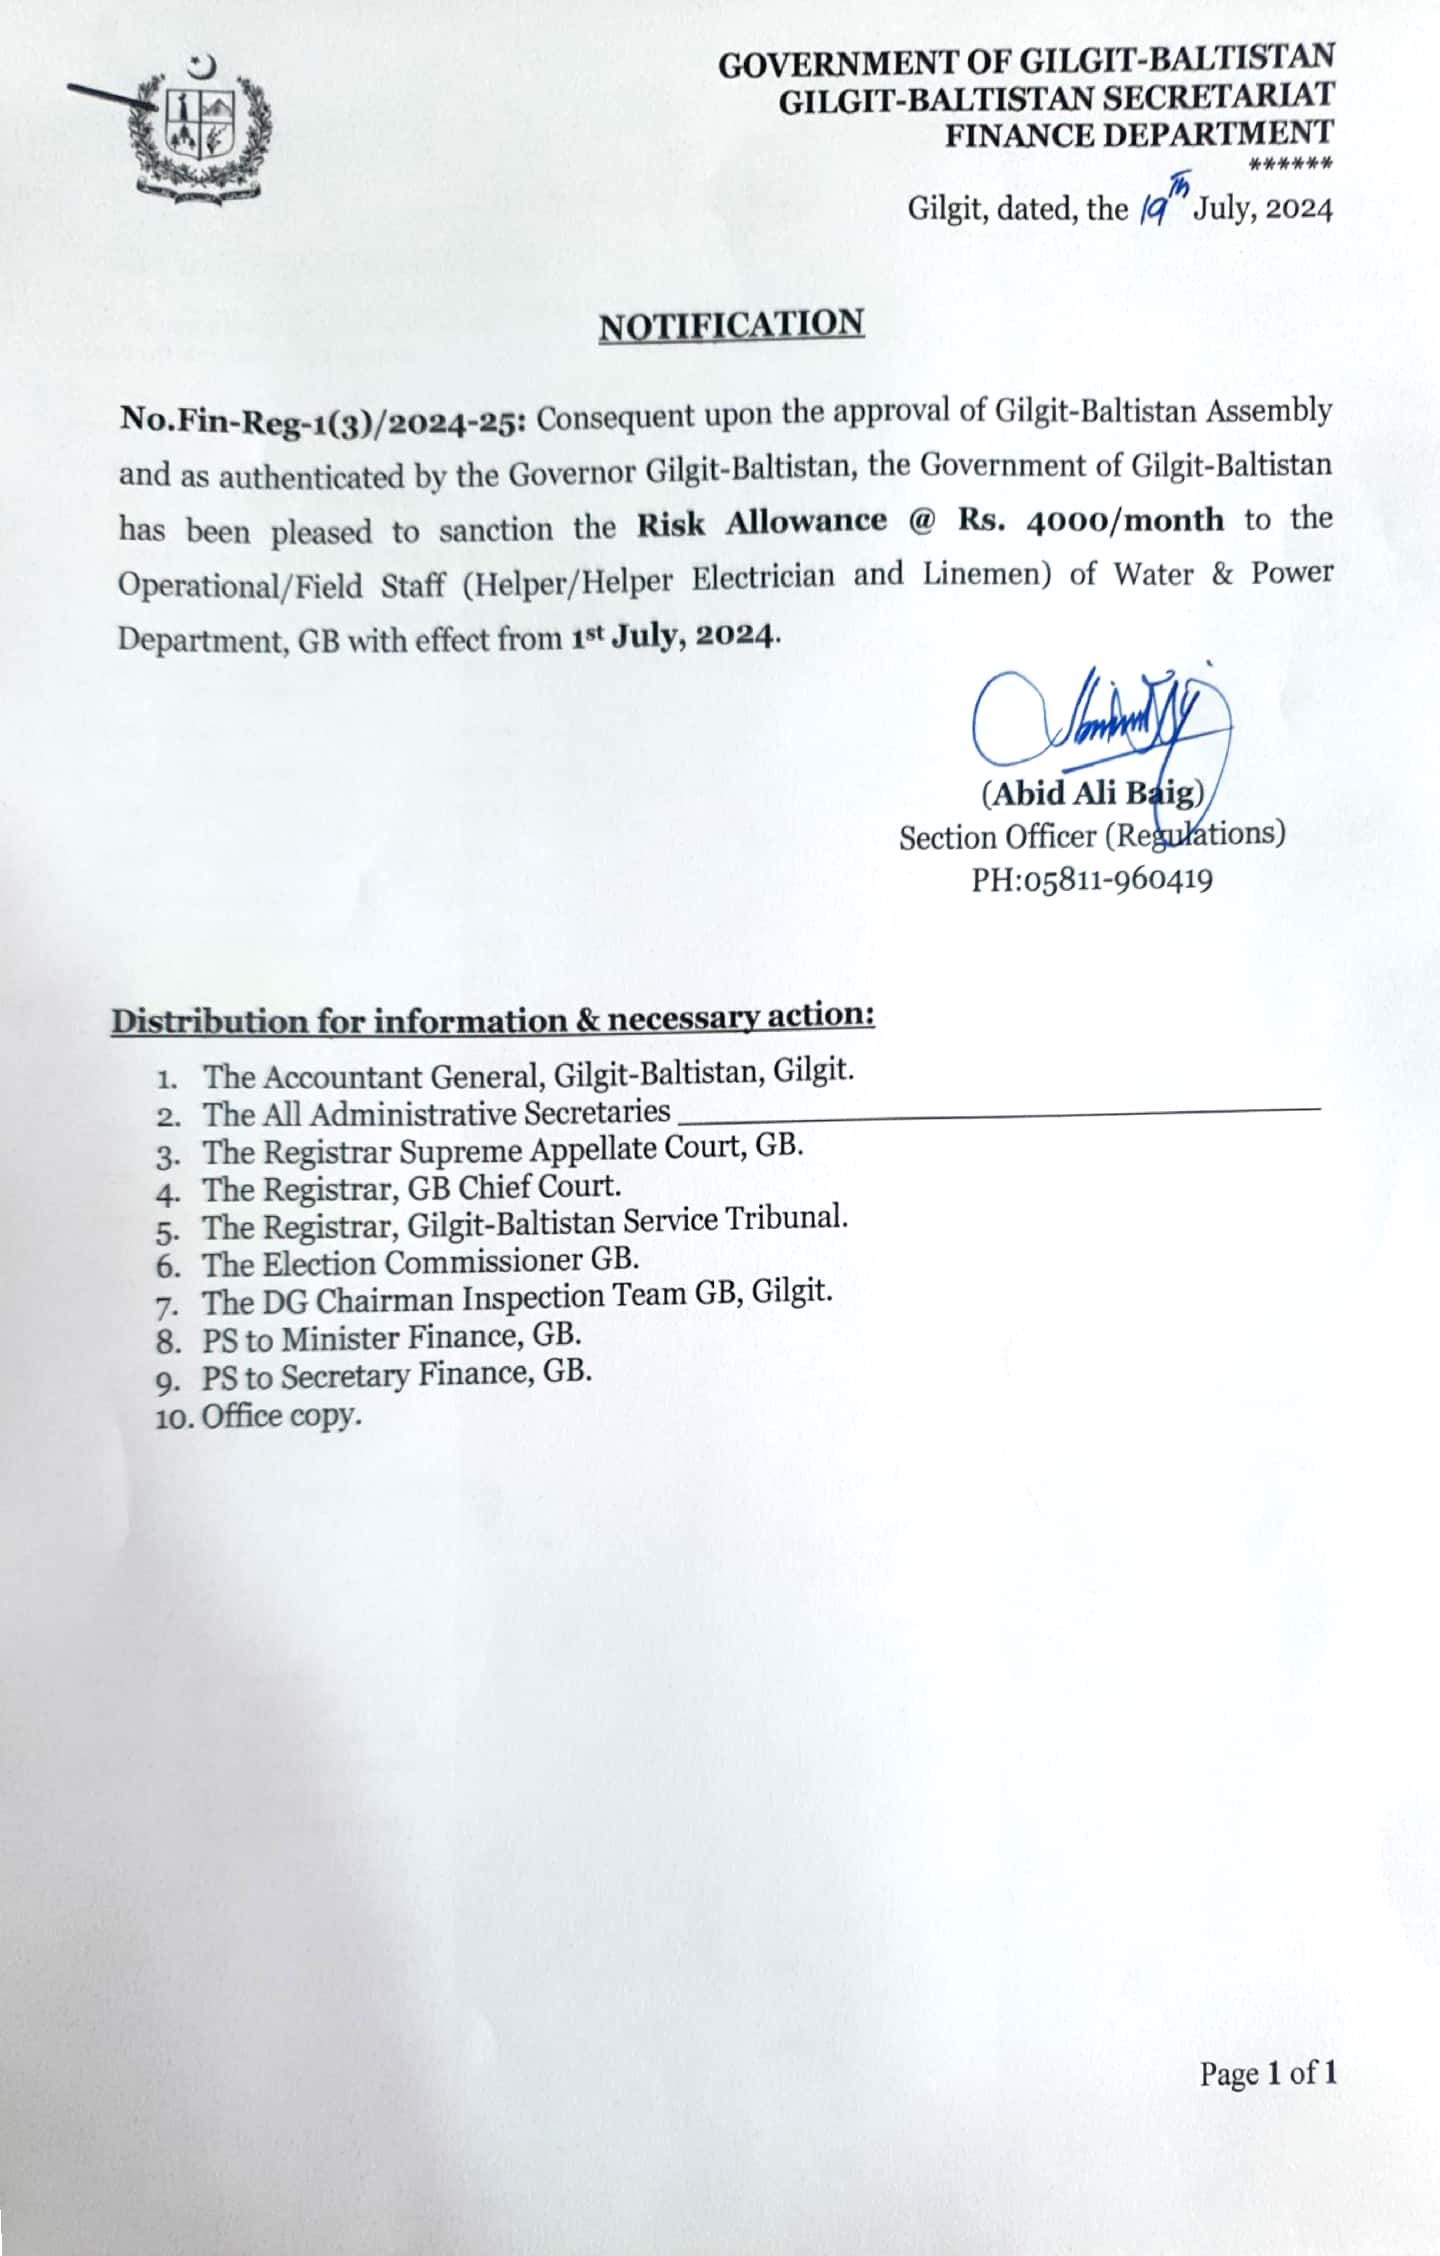 GOVERNMENT OF GILGIT-BALTISTAN
GILGIT-BALTISTAN SECRETARIAT
FINANCE DEPARTMENT
******
Gilgit, dated, the 19th July, 2024
NOTIFICATION
No.Fin-Reg-1(3)/2024-25: Consequent upon the approval of Gilgit-Baltistan Assembly
and as authenticated by the Governor Gilgit-Baltistan, the Government of Gilgit-Baltistan
has been pleased to sanction the Risk Allowance @ Rs. 4000/month to the
Operational/Field Staff (Helper/Helper Electrician and Linemen) of Water & Power
Department, GB with effect from 1st July, 2024.
(Abid Ali Baig)
Section Officer (Regulations)
PH:05811-960419
Distribution for information & necessary action:
1. The Accountant General, Gilgit-Baltistan, Gilgit.
2. The All Administrative Secretaries
3. The Registrar Supreme Appellate Court, GB.
4. The Registrar, GB Chief Court.
5. The Registrar, Gilgit-Baltistan Service Tribunal.
6. The Election Commissioner GB.
7. The DG Chairman Inspection Team GB, Gilgit.
8. PS to Minister Finance, GB.
9. PS to Secretary Finance, GB.
10. Office copy.
Page 1 of 1